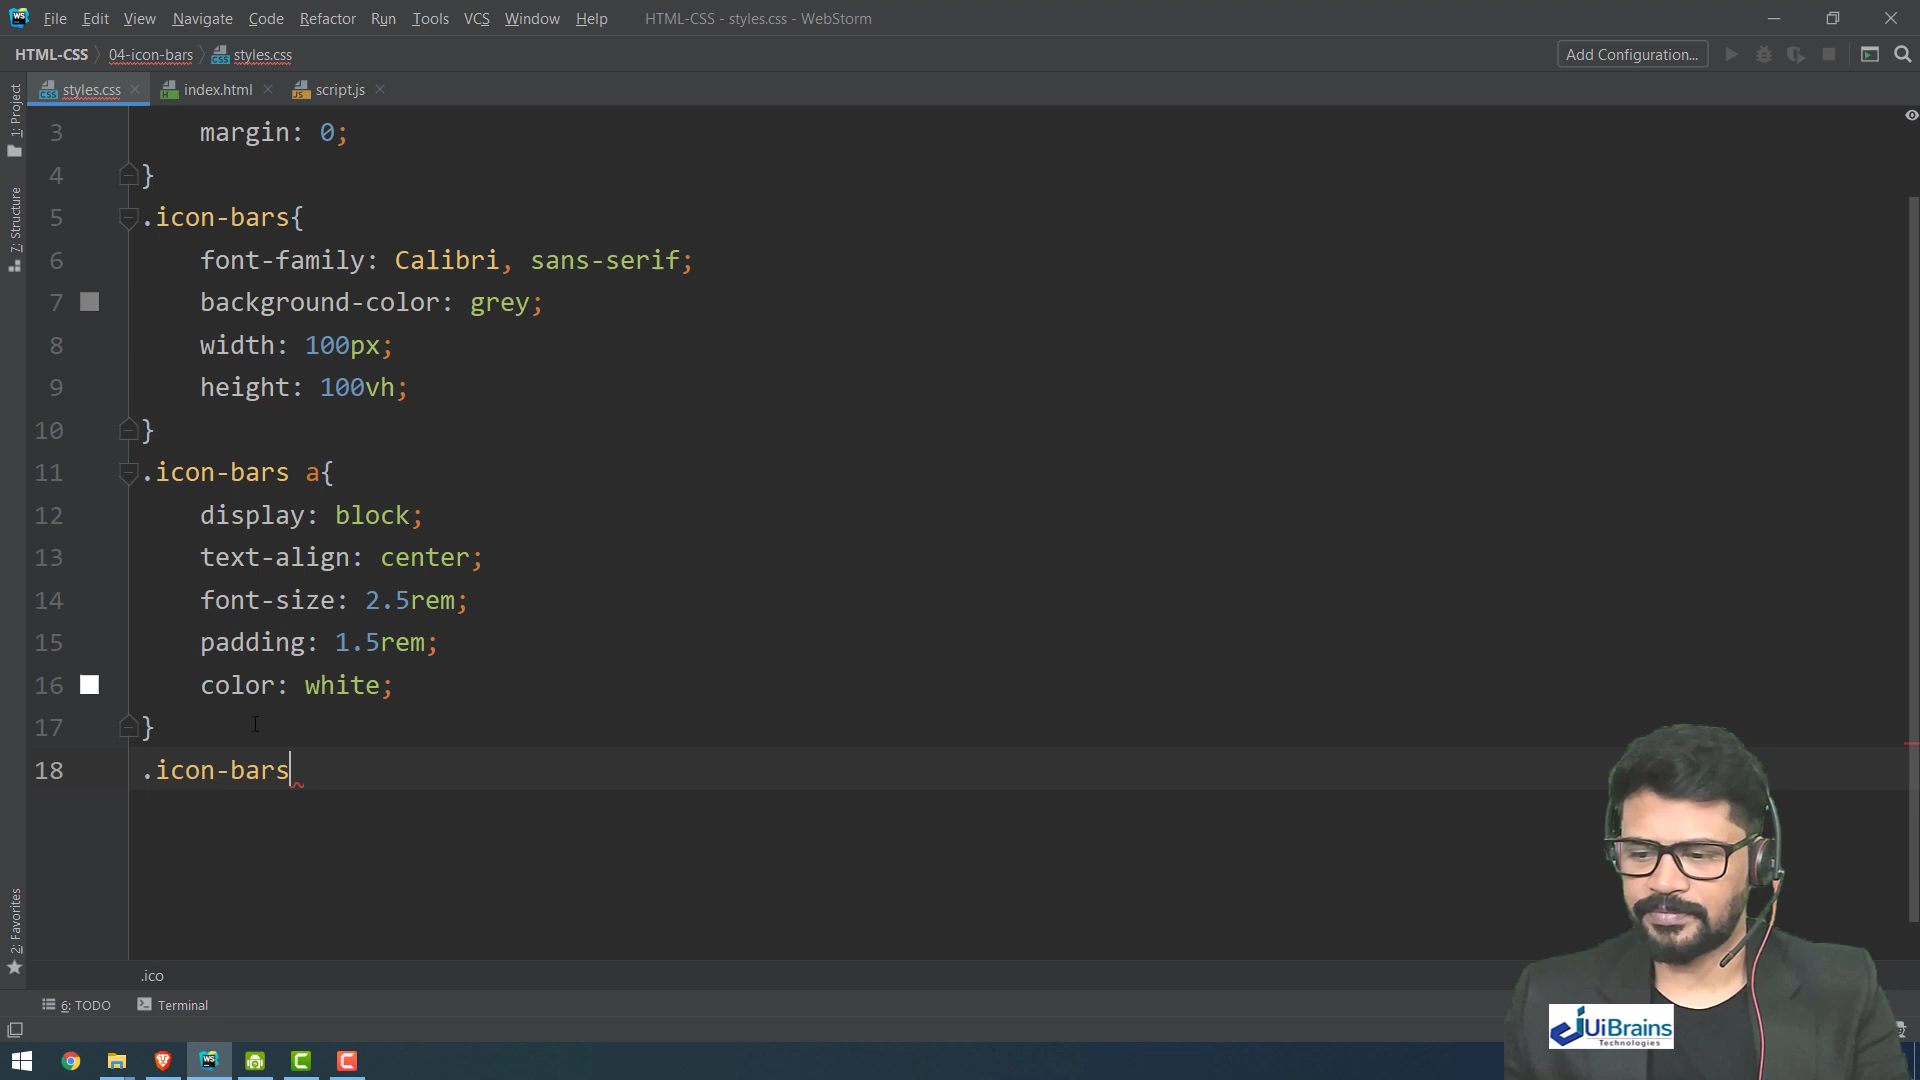 WS File Edit View Navigate Code Refactor Run Tools VCS Window Help HTML-CSS - styles.css - WebStorm
HTML-CSS 04-icon-bars styles.css Add Configuration...
styles.css index.html script.js
1: Project
7: Structure
2: Favorites
3 margin: 0;
4 }
5 .icon-bars{
6 font-family: Calibri, sans-serif;
7 background-color: grey;
8 width: 100px;
9 height: 100vh;
10 }
11 .icon-bars a{
12 display: block;
13 text-align: center;
14 font-size: 2.5rem;
15 padding: 1.5rem;
16 color: white;
17 }
18 .icon-bars
.ico
6: TODO Terminal
UiBrains
Technologies
WS